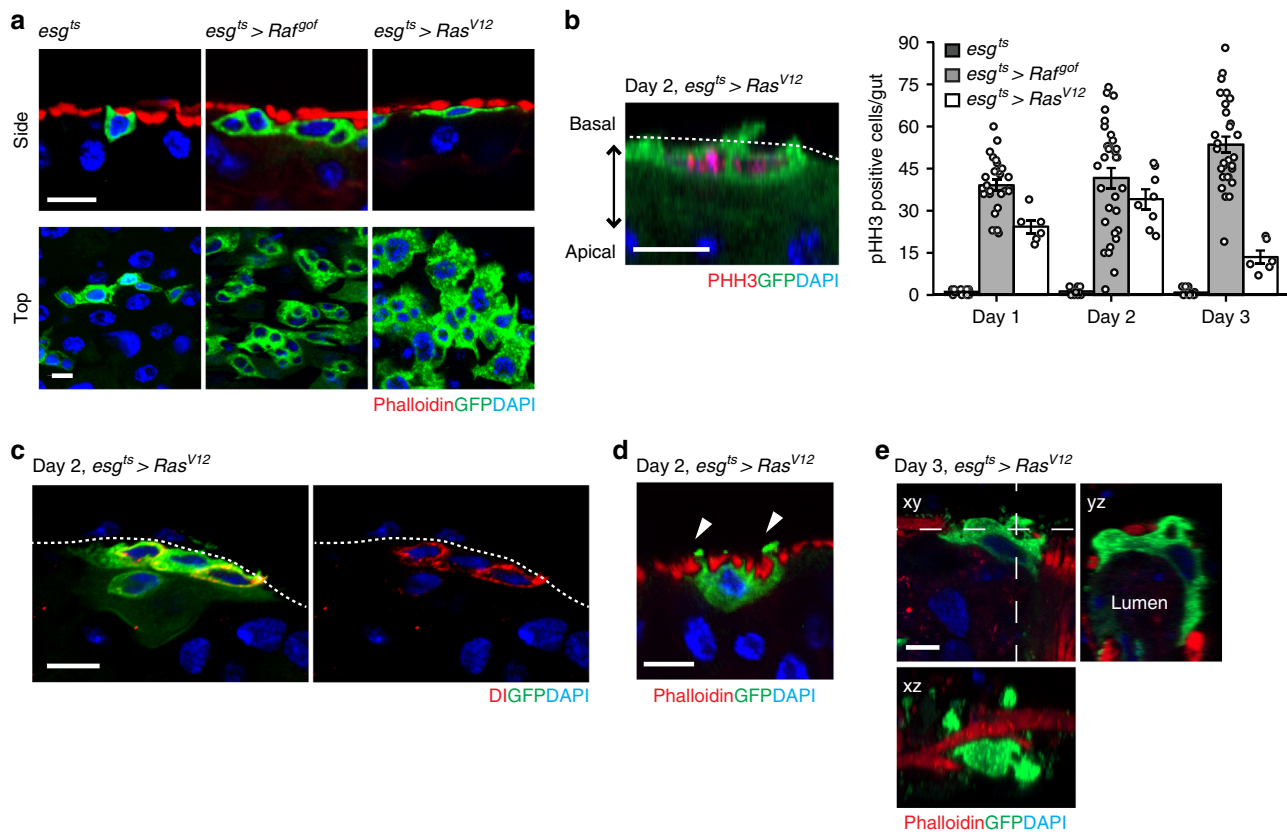 a
esg^ts
esg^ts > Raf^gof
esg^ts > Ras^V12
Side
Top
PhalloidinGFPDAPI
b
Day 2, esg^ts > Ras^V12
Basal
Apical
PHH3GFPDAPI
pHH3 positive cells/gut
90
75
60
45
30
15
0
esg^ts
esg^ts > Raf^gof
esg^ts > Ras^V12
Day 1
Day 2
Day 3
c
Day 2, esg^ts > Ras^V12
DlGFPDAPI
d
Day 2, esg^ts > Ras^V12
PhalloidinGFPDAPI
e
Day 3, esg^ts > Ras^V12
xy
yz
Lumen
xz
PhalloidinGFPDAPI